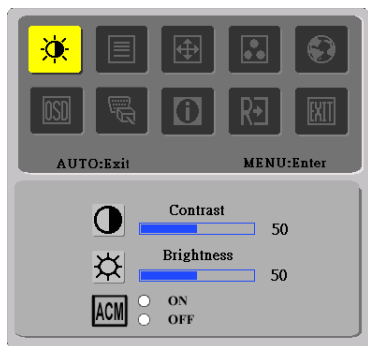 OSD i R EXIT
AUTO:Exit MENU:Enter
Contrast
50
Brightness
50
ACM ON
OFF